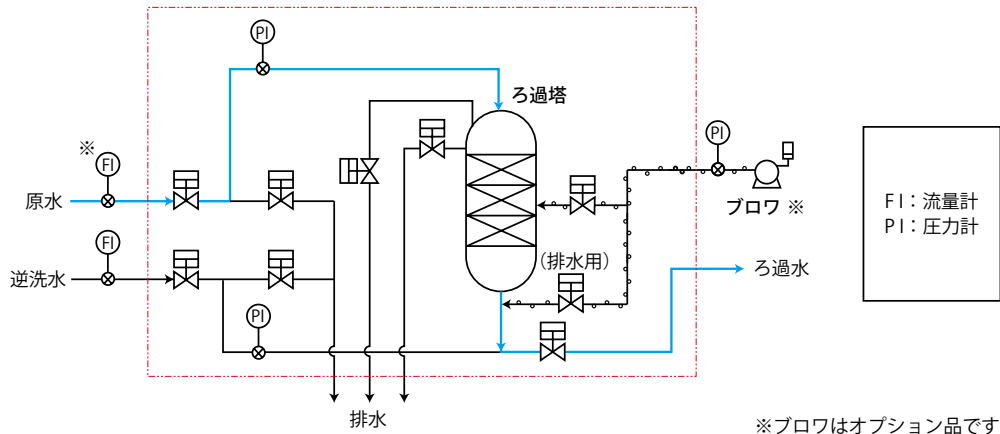 PI
ろ過塔
※
FI
PI
原水
ブロワ ※
FI：流量計
PI：圧力計
FI
逆洗水
（排水用）
ろ過水
PI
排水
※ブロワはオプション品です